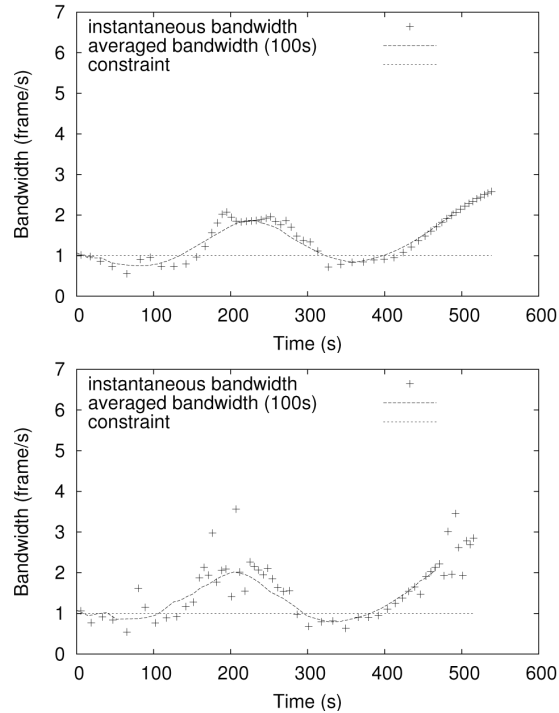 7
6
5
4
3
2
1
0
Bandwidth (frame/s)
instantaneous bandwidth
averaged bandwidth (100s)
constraint
0 100 200 300 400 500 600
Time (s)
7
6
5
4
3
2
1
0
Bandwidth (frame/s)
instantaneous bandwidth
averaged bandwidth (100s)
constraint
0 100 200 300 400 500 600
Time (s)